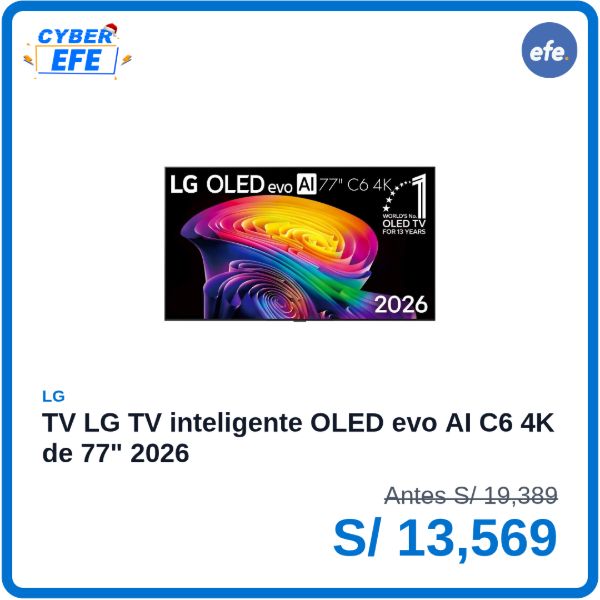 CYBER
EFE
efe.
LG OLED evo AI 77" C6 4K
1
WORLD'S No.
OLED TV
FOR 13 YEARS
2026
LG
TV LG TV inteligente OLED evo AI C6 4K
de 77" 2026
Antes S/ 19,389
S/ 13,569